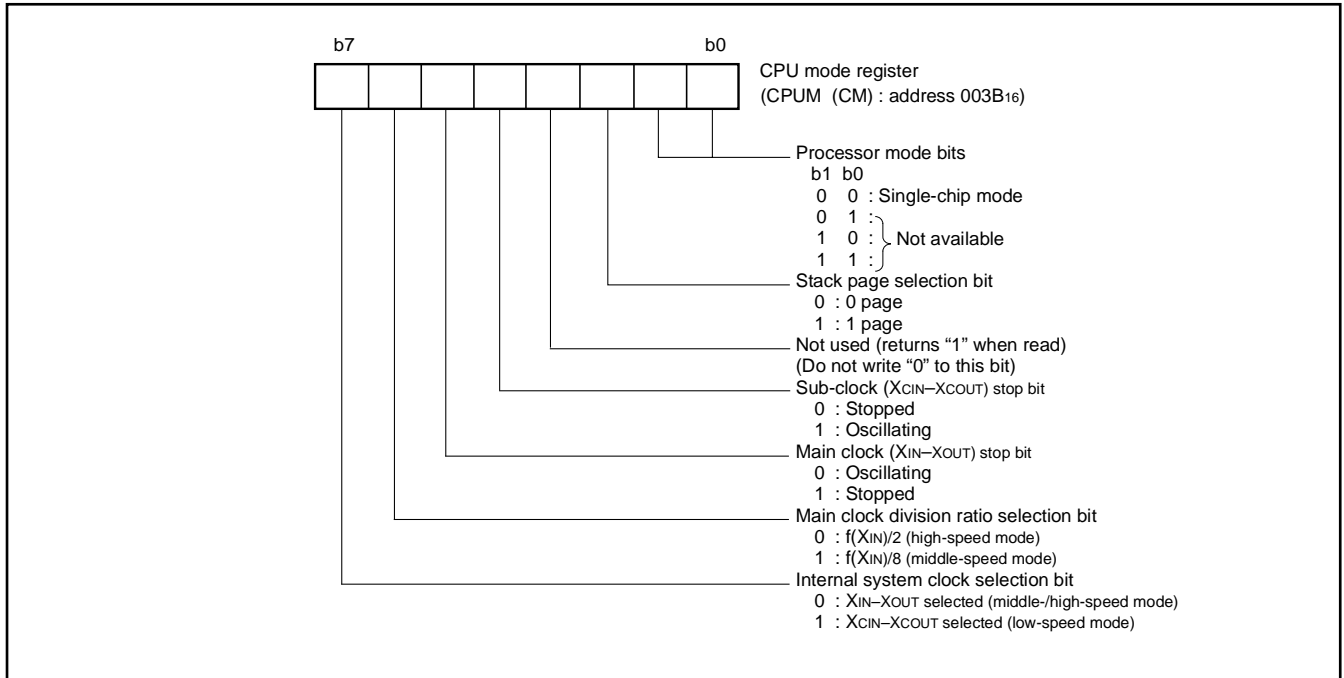 b7 b0
CPU mode register
(CPUM (CM) : address 003B16)
Processor mode bits
b1 b0
0 0 : Single-chip mode
0 1 :
1 0 : Not available
1 1 :
Stack page selection bit
0 : 0 page
1 : 1 page
Not used (returns “1” when read)
(Do not write “0” to this bit)
Sub-clock (XCIN–XCOUT) stop bit
0 : Stopped
1 : Oscillating
Main clock (XIN–XOUT) stop bit
0 : Oscillating
1 : Stopped
Main clock division ratio selection bit
0 : f(XIN)/2 (high-speed mode)
1 : f(XIN)/8 (middle-speed mode)
Internal system clock selection bit
0 : XIN–XOUT selected (middle-/high-speed mode)
1 : XCIN–XCOUT selected (low-speed mode)